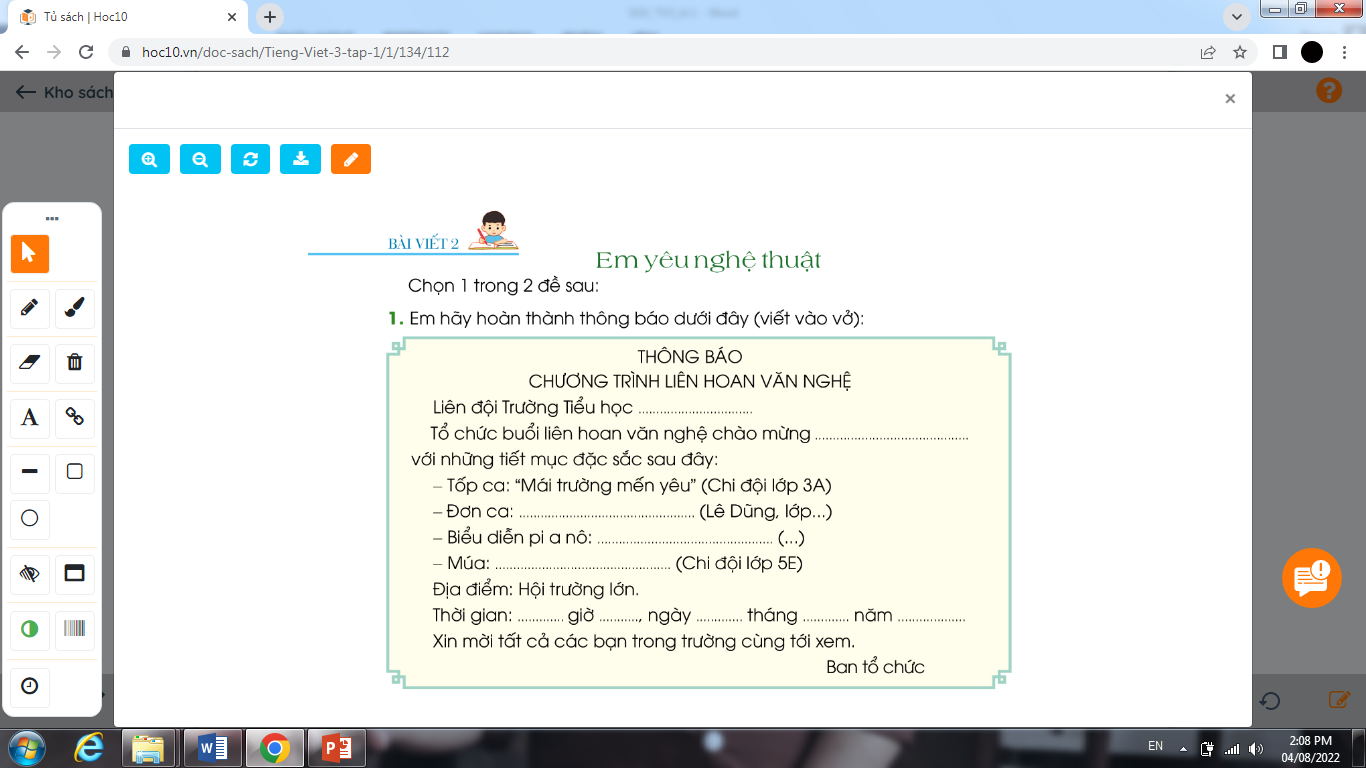 Tủ sách | Hoc10
hoc10.vn/doc-sach/Tieng-Viet-3-tap-1/1/134/112
Kho sách
BÀI VIẾT 2
Em yêu nghệ thuật
Chọn 1 trong 2 đề sau:
1. Em hãy hoàn thành thông báo dưới đây (viết vào vở):
THÔNG BÁO
CHƯƠNG TRÌNH LIÊN HOAN VĂN NGHỆ
Liên đội Trường Tiểu học ................................
Tổ chức buổi liên hoan văn nghệ chào mừng ...........................................
với những tiết mục đặc sắc sau đây:
– Tốp ca: “Mái trường mến yêu” (Chi đội lớp 3A)
– Đơn ca: ................................................. (Lê Dũng, lớp...)
– Biểu diễn pi a nô: ................................................. (...)
– Múa: ................................................. (Chi đội lớp 5E)
Địa điểm: Hội trường lớn.
Thời gian: ............. giờ ..........., ngày ............. tháng ............. năm ...................
Xin mời tất cả các bạn trong trường cùng tới xem.
Ban tổ chức
EN
2:08 PM
04/08/2022